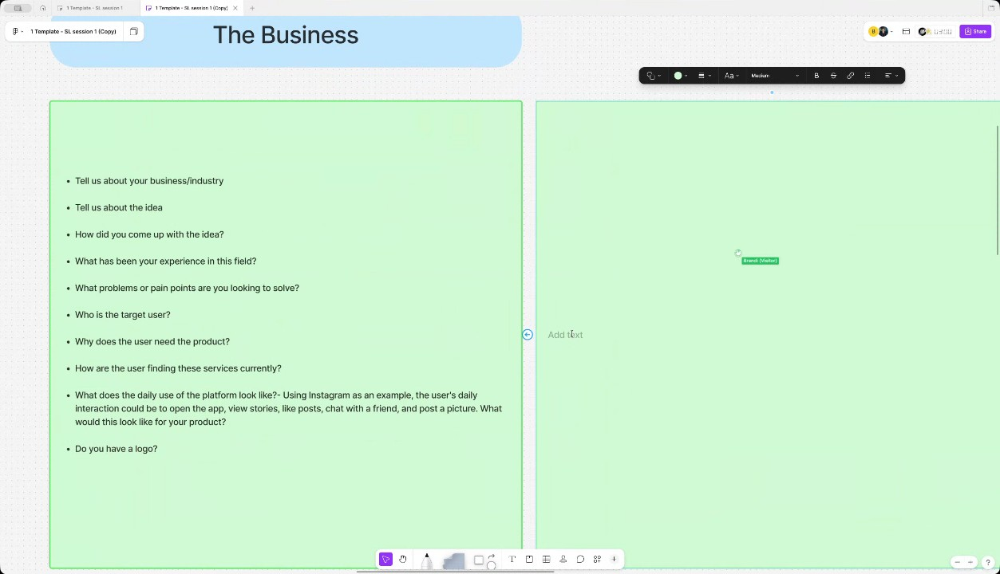 1 Template - SL session 1
1 Template - SL session 1 (Copy)
1 Template - SL session 1 (Copy)
The Business
B
Share
Aa
Medium
B
S
• Tell us about your business/industry
• Tell us about the idea
• How did you come up with the idea?
• What has been your experience in this field?
• What problems or pain points are you looking to solve?
• Who is the target user?
• Why does the user need the product?
• How are the user finding these services currently?
• What does the daily use of the platform look like?- Using Instagram as an example, the user's daily
interaction could be to open the app, view stories, like posts, chat with a friend, and post a picture. What
would this look like for your product?
• Do you have a logo?
Brandi (Visitor)
Add text
T
?